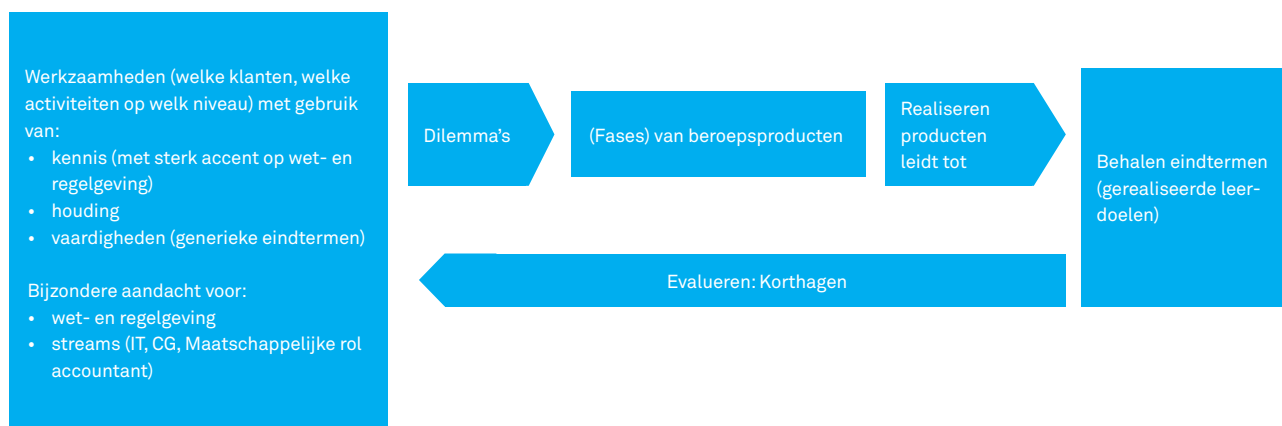 Werkzaamheden (welke klanten, welke
activiteiten op welk niveau) met gebruik
van:
• kennis (met sterk accent op wet- en
regelgeving)
• houding
• vaardigheden (generieke eindtermen)
Bijzondere aandacht voor:
• wet- en regelgeving
• streams (IT, CG, Maatschappelijke rol
accountant)
Dilemma's
(Fases) van beroepsproducten
Realiseren
producten
leidt tot
Behalen eindtermen
(gerealiseerde leer-
doelen)
Evalueren: Korthagen